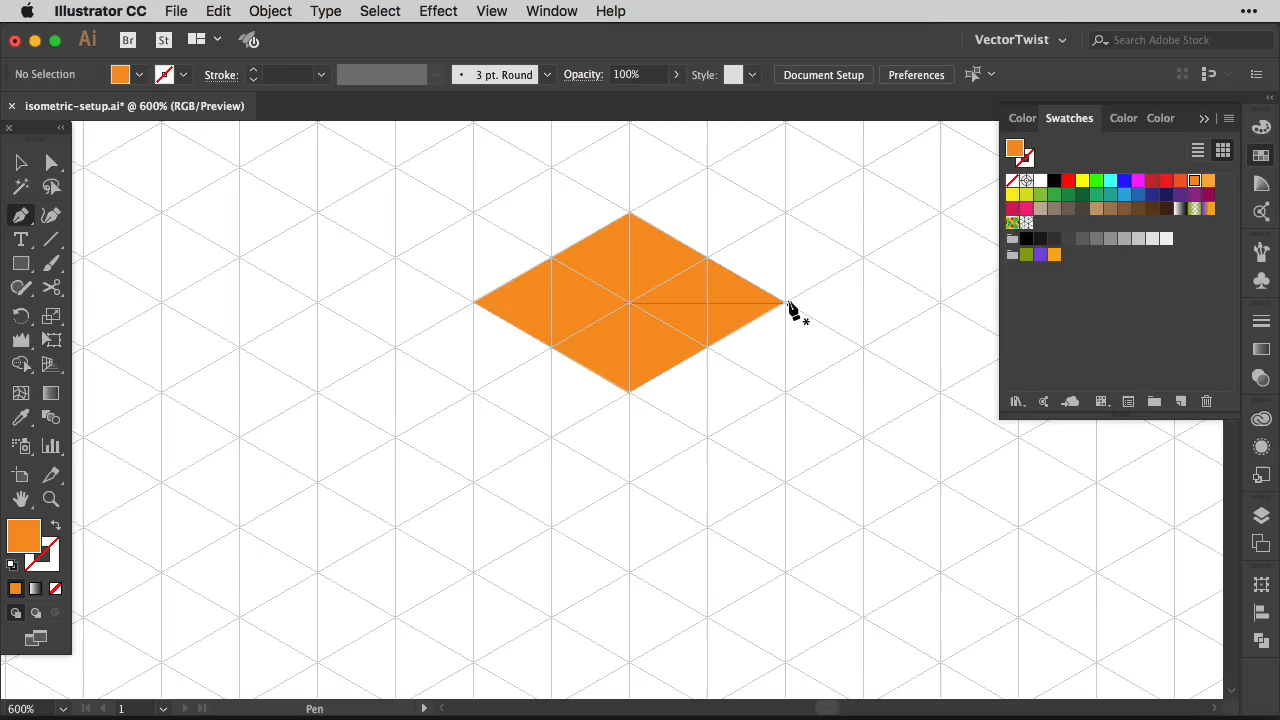 Illustrator CC File Edit Object Type Select Effect View Window Help
Ai Br St VectorTwist Search Adobe Stock
No Selection Stroke: 3 pt. Round Opacity: 100% Style: Document Setup Preferences
× isometric-setup.ai* @ 600% (RGB/Preview)
Color Swatches Color Color
600% 1 Pen